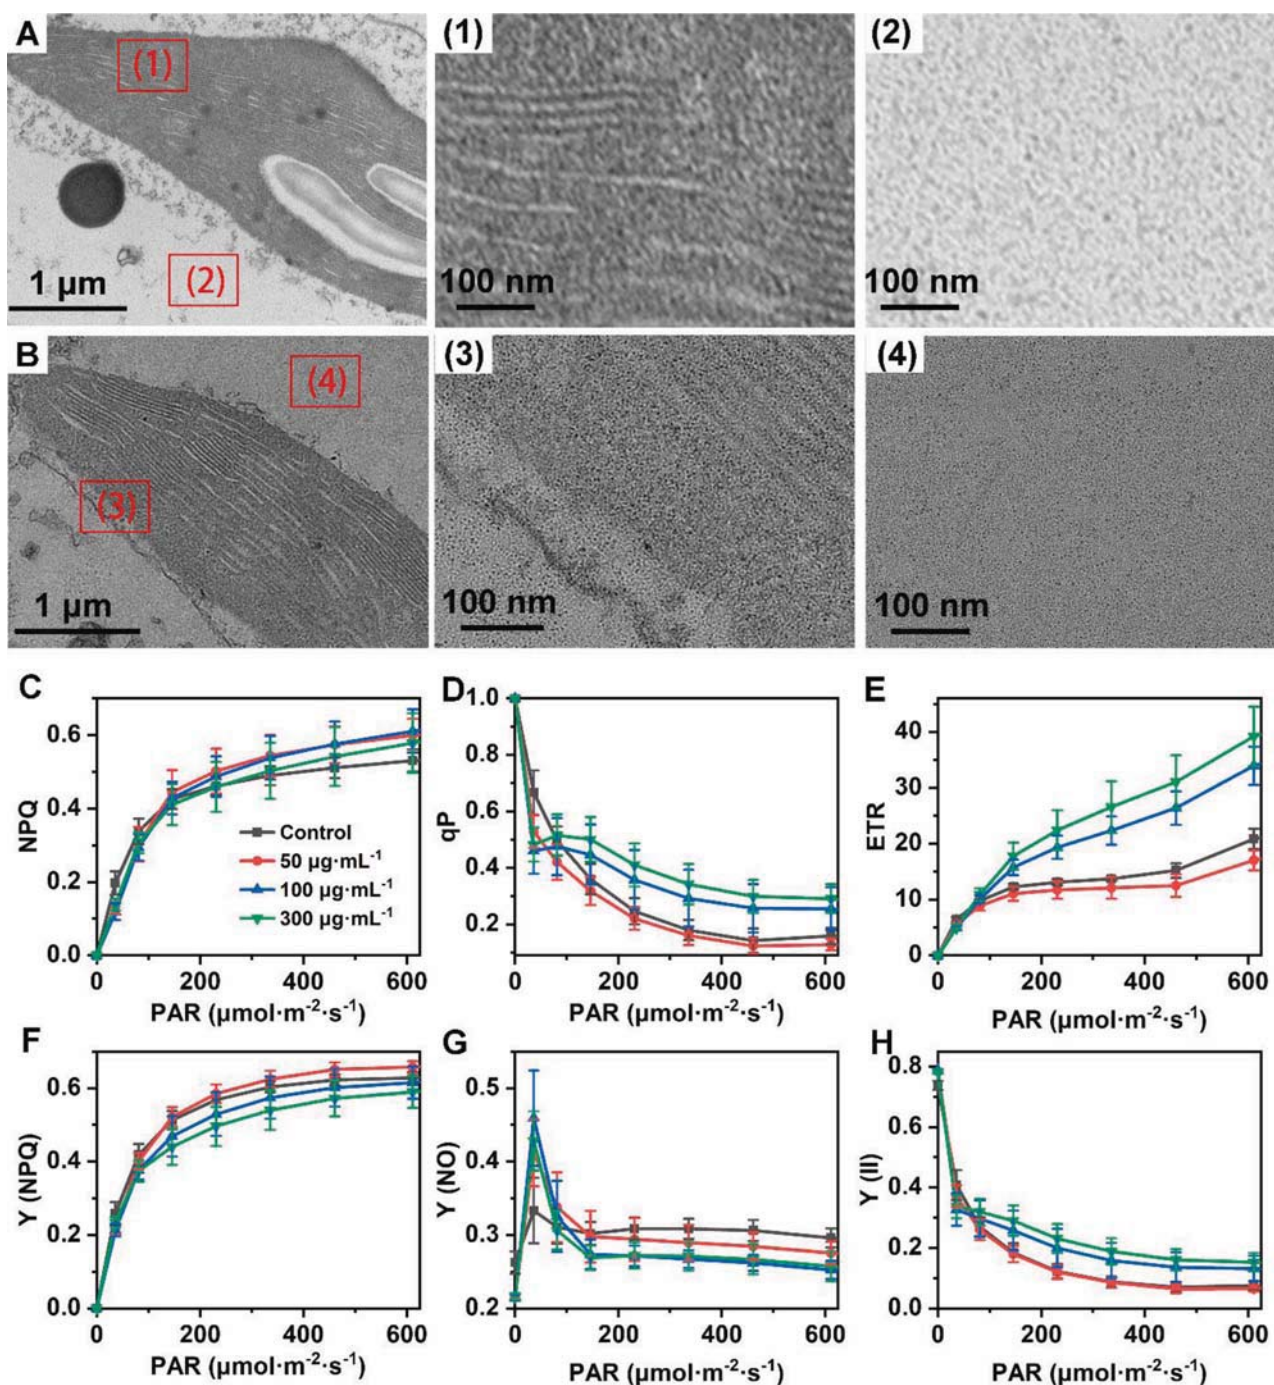 A
(1)
(2)
1 µm
(1)
100 nm
(2)
100 nm
B
(4)
(3)
1 µm
(3)
100 nm
(4)
100 nm
C
0.6
0.4
0.2
0.0
NPQ
Control
50 µg·mL⁻¹
100 µg·mL⁻¹
300 µg·mL⁻¹
0 200 400 600
PAR (µmol·m⁻²·s⁻¹)
D
1.0
0.8
0.6
0.4
0.2
qP
0 200 400 600
PAR (µmol·m⁻²·s⁻¹)
E
40
30
20
10
0
ETR
0 200 400 600
PAR (µmol·m⁻²·s⁻¹)
F
0.6
0.4
0.2
0.0
Y (NPQ)
0 200 400 600
PAR (µmol·m⁻²·s⁻¹)
G
0.5
0.4
0.3
0.2
Y (NO)
0 200 400 600
PAR (µmol·m⁻²·s⁻¹)
H
0.8
0.6
0.4
0.2
0.0
Y (II)
0 200 400 600
PAR (µmol·m⁻²·s⁻¹)